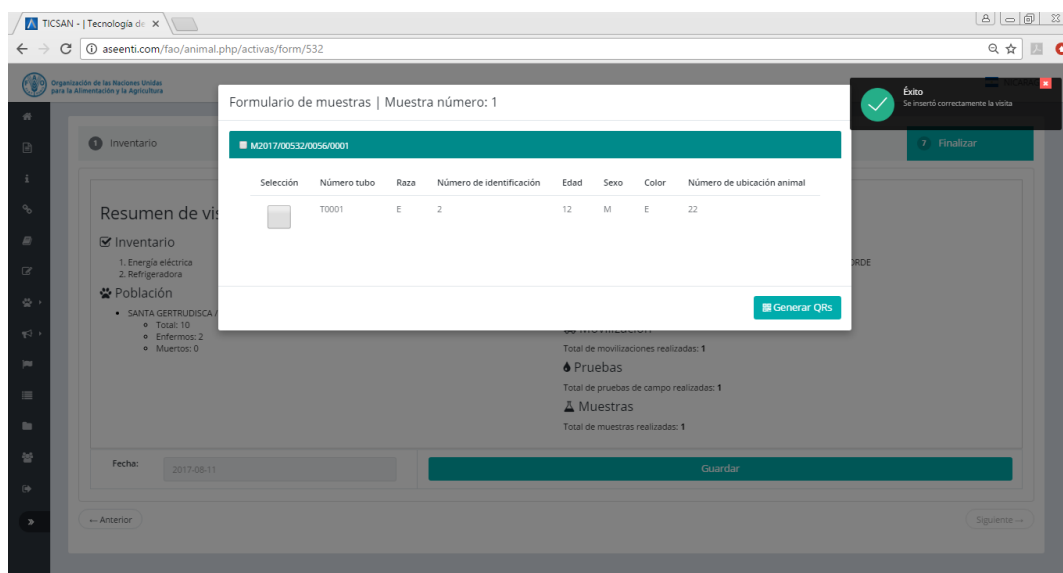 TICSAN - | Tecnología de
aseenti.com/fao/animal.php/activas/form/532
Organización de las Naciones Unidas
para la Alimentación y la Agricultura
Formulario de muestras | Muestra número: 1
Éxito
Se insertó correctamente la visita
1 Inventario
7 Finalizar
M2017/00532/0056/0001
Selección Número tubo Raza Número de identificación Edad Sexo Color Número de ubicación animal
T0001 E 2 12 M E 22
Generar QRs
Resumen de vis
Inventario
1. Energía eléctrica
2. Refrigeradora
ORDE
Población
SANTA GERTRUDISCA /
Total: 10
Enfermos: 2
Muertos: 0
Movilización
Total de movilizaciones realizadas: 1
Pruebas
Total de pruebas de campo realizadas: 1
Muestras
Total de muestras realizadas: 1
Fecha: 2017-08-11
Guardar
← Anterior
Siguiente →